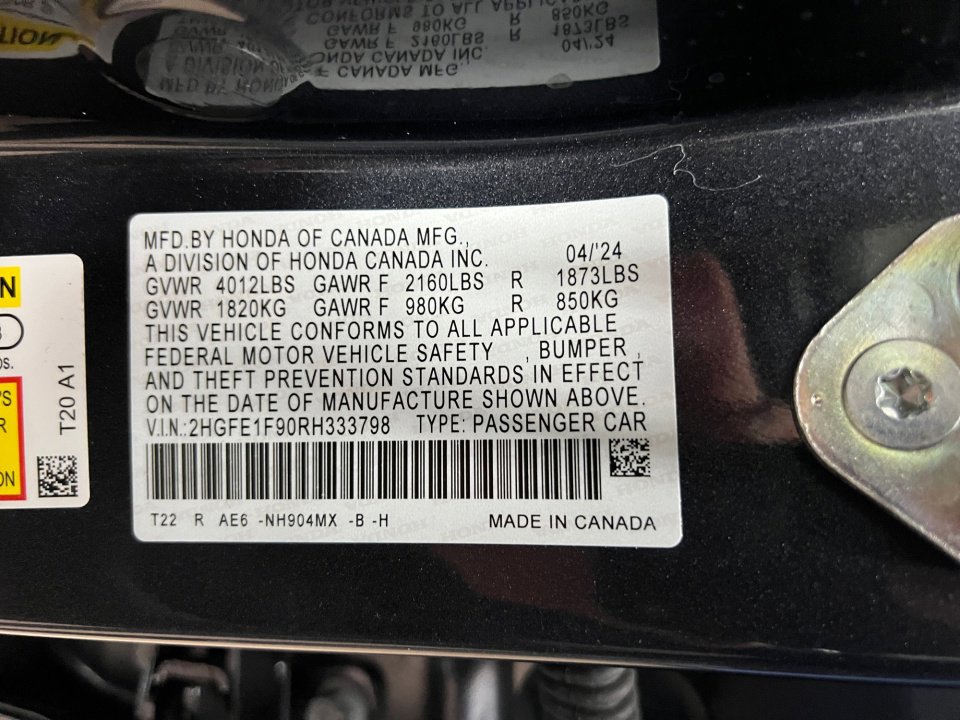 MFD.BY HONDA OF CANADA MFG.,
A DIVISION OF HONDA CANADA INC. 04/'24
GVWR 4012LBS GAWR F 2160LBS R 1873LBS
GVWR 1820KG GAWR F 980KG R 850KG
THIS VEHICLE CONFORMS TO ALL APPLICABLE
FEDERAL MOTOR VEHICLE SAFETY , BUMPER ,
AND THEFT PREVENTION STANDARDS IN EFFECT
ON THE DATE OF MANUFACTURE SHOWN ABOVE.
V.I.N.:2HGFE1F90RH333798 TYPE: PASSENGER CAR
T22 R AE6 -NH904MX -B -H MADE IN CANADA
T20 A1